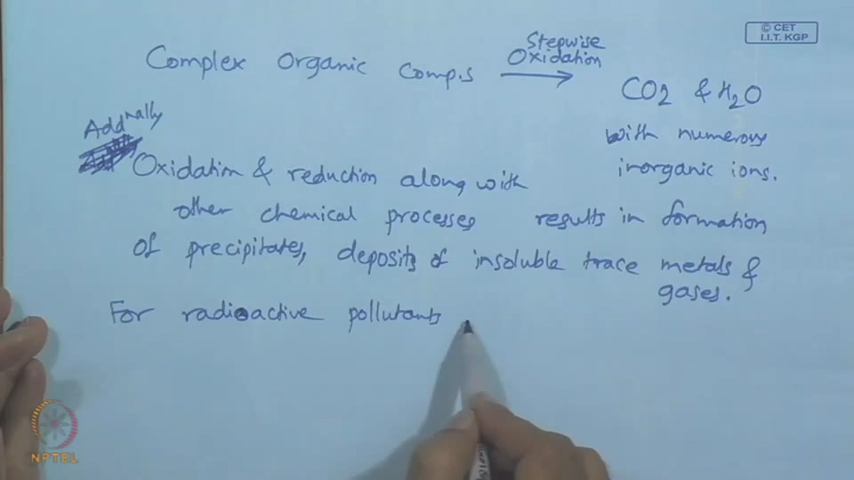 © CET
I.I.T. KGP
Complex Organic Comp.s Stepwise Oxidation → CO2 & H2O
with numerous
inorganic ions.
Addnally
Oxidation & reduction along with
other chemical processes results in formation
of precipitates, deposits of insoluble trace metals &
gases.
For radioactive pollutants
NPTEL